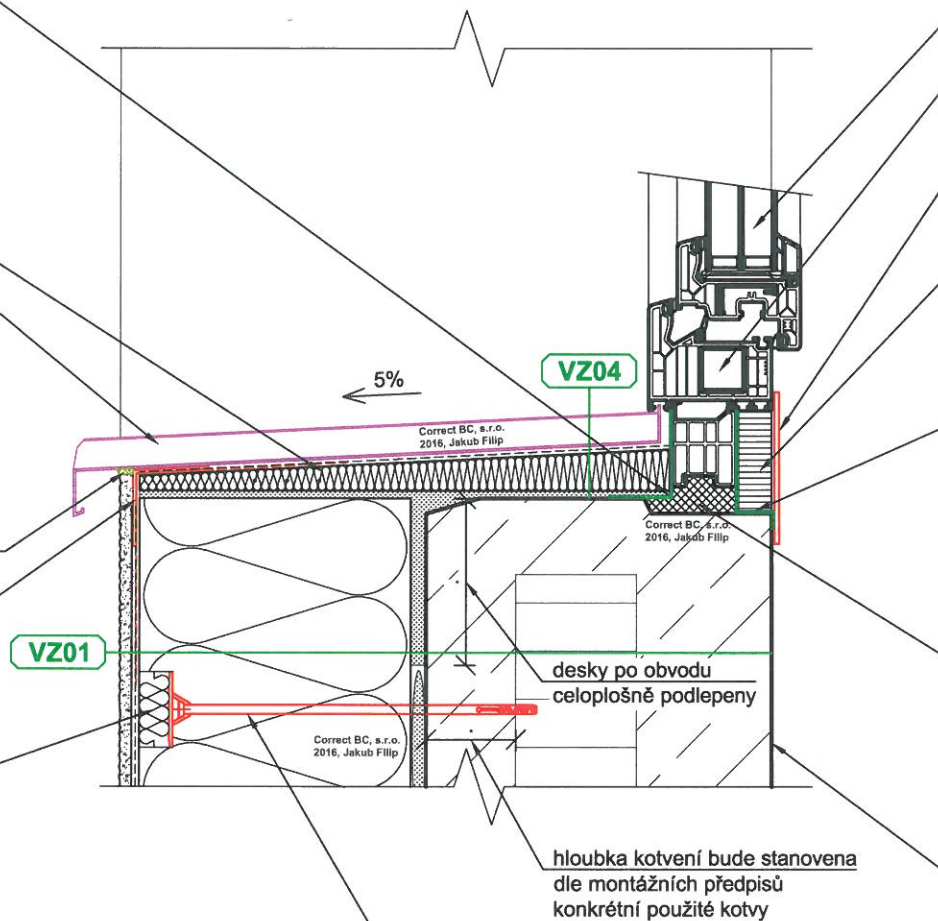 5%
VZ04
Correct BC, s.r.o.
2016, Jakub Filip
Correct BC, s.r.o.
2016, Jakub Filip
VZ01
desky po obvodu
celoplošně podlepeny
Correct BC, s.r.o.
2016, Jakub Filip
hloubka kotvení bude stanovena
dle montážních předpisů
konkrétní použité kotvy